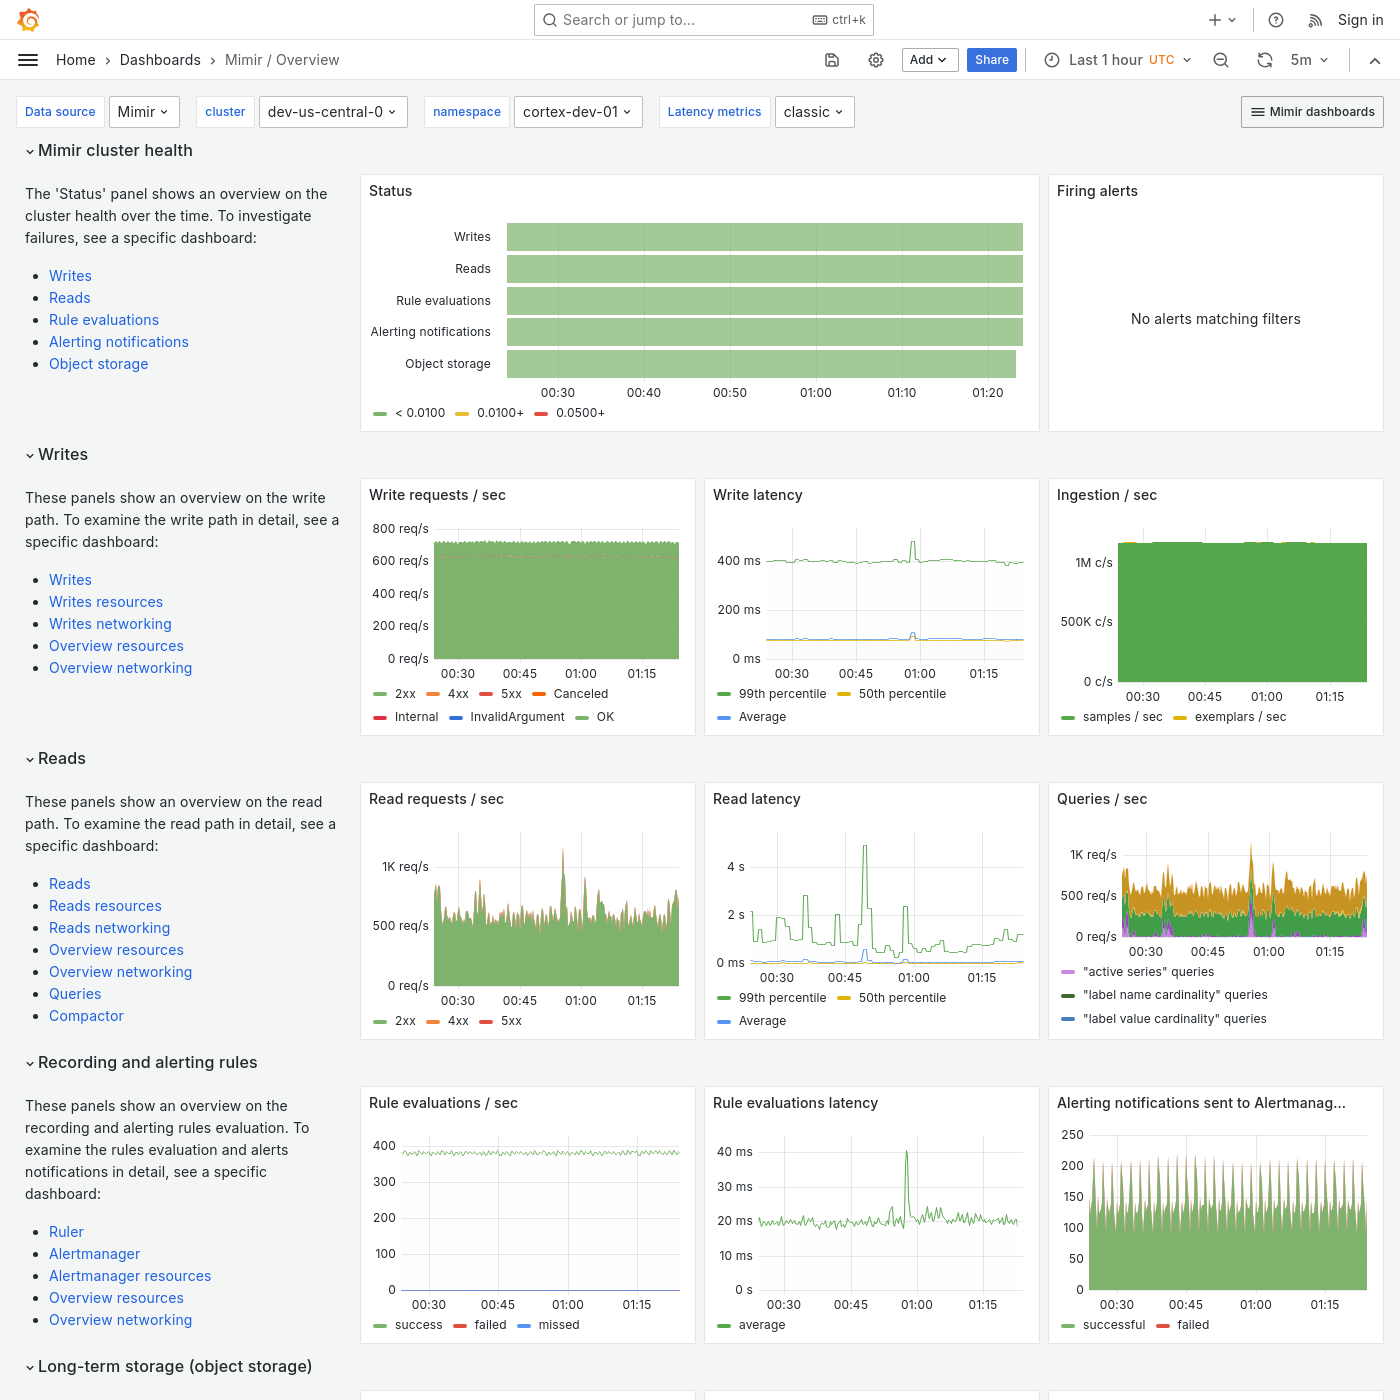 Search or jump to...
ctrl+k
Sign in
Home › Dashboards › Mimir / Overview
Add
Share
Last 1 hour UTC
5m
Data source
Mimir
cluster
dev-us-central-0
namespace
cortex-dev-01
Latency metrics
classic
Mimir dashboards
Mimir cluster health
The 'Status' panel shows an overview on the
cluster health over the time. To investigate
failures, see a specific dashboard:
Writes
Reads
Rule evaluations
Alerting notifications
Object storage
Status
Writes
Reads
Rule evaluations
Alerting notifications
Object storage
00:30 00:40 00:50 01:00 01:10 01:20
< 0.0100 0.0100+ 0.0500+
Firing alerts
No alerts matching filters
Writes
These panels show an overview on the write
path. To examine the write path in detail, see a
specific dashboard:
Writes
Writes resources
Writes networking
Overview resources
Overview networking
Write requests / sec
800 req/s
600 req/s
400 req/s
200 req/s
0 req/s
00:30 00:45 01:00 01:15
2xx 4xx 5xx Canceled
Internal InvalidArgument OK
Write latency
400 ms
200 ms
0 ms
00:30 00:45 01:00 01:15
99th percentile 50th percentile
Average
Ingestion / sec
1M c/s
500K c/s
0 c/s
00:30 00:45 01:00 01:15
samples / sec exemplars / sec
Reads
These panels show an overview on the read
path. To examine the read path in detail, see a
specific dashboard:
Reads
Reads resources
Reads networking
Overview resources
Overview networking
Queries
Compactor
Read requests / sec
1K req/s
500 req/s
0 req/s
00:30 00:45 01:00 01:15
2xx 4xx 5xx
Read latency
4 s
2 s
0 ms
00:30 00:45 01:00 01:15
99th percentile 50th percentile
Average
Queries / sec
1K req/s
500 req/s
0 req/s
00:30 00:45 01:00 01:15
"active series" queries
"label name cardinality" queries
"label value cardinality" queries
Recording and alerting rules
These panels show an overview on the
recording and alerting rules evaluation. To
examine the rules evaluation and alerts
notifications in detail, see a specific
dashboard:
Ruler
Alertmanager
Alertmanager resources
Overview resources
Overview networking
Rule evaluations / sec
400
300
200
100
0
00:30 00:45 01:00 01:15
success failed missed
Rule evaluations latency
40 ms
30 ms
20 ms
10 ms
0 s
00:30 00:45 01:00 01:15
average
Alerting notifications sent to Alertmanag...
250
200
150
100
50
0
00:30 00:45 01:00 01:15
successful failed
Long-term storage (object storage)